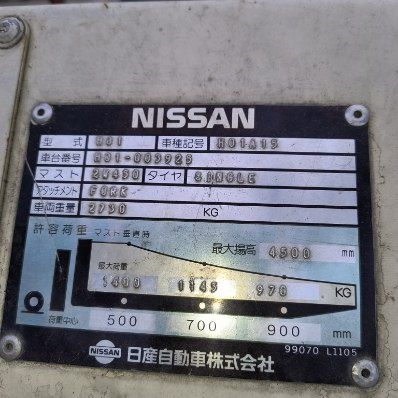 NISSAN
型式 H01 車種記号 H01A15
車台番号 H01-003925
マスト 2W450 タイヤ SINGLE
アタッチメント FORK
車両重量 2730 KG
許容荷重 マスト垂直時 最大揚高 4500 mm
最大荷重
1400 1145 970 KG
荷重中心 500 700 900 mm
NISSAN 日産自動車株式会社 99070 L1105